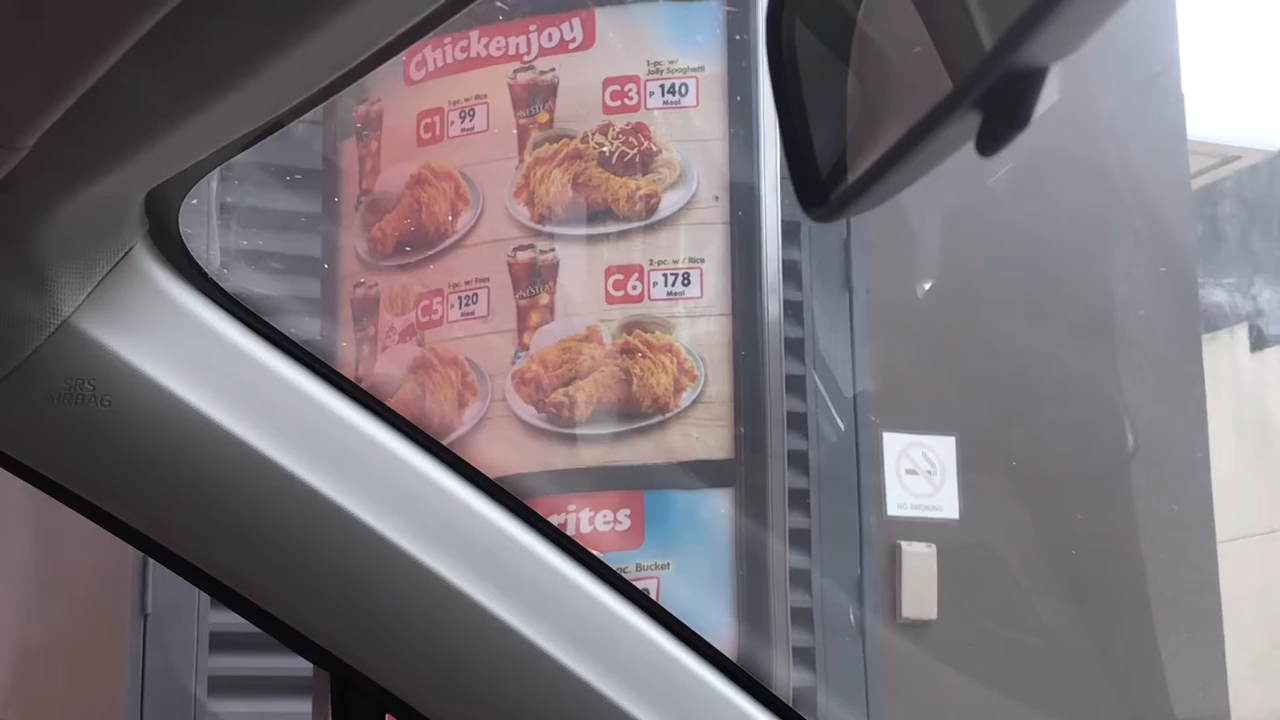 Chickenjoy
1-pc. w/ Rice
C1 P 99
Meal
1-pc. w/
Jolly Spaghetti
C3 P 140
Meal
1-pc. w/ Fries
C5 P 120
Meal
2-pc. w/ Rice
C6 P 178
Meal
rites
pc. Bucket
NO SMOKING
SRS
AIRBAG